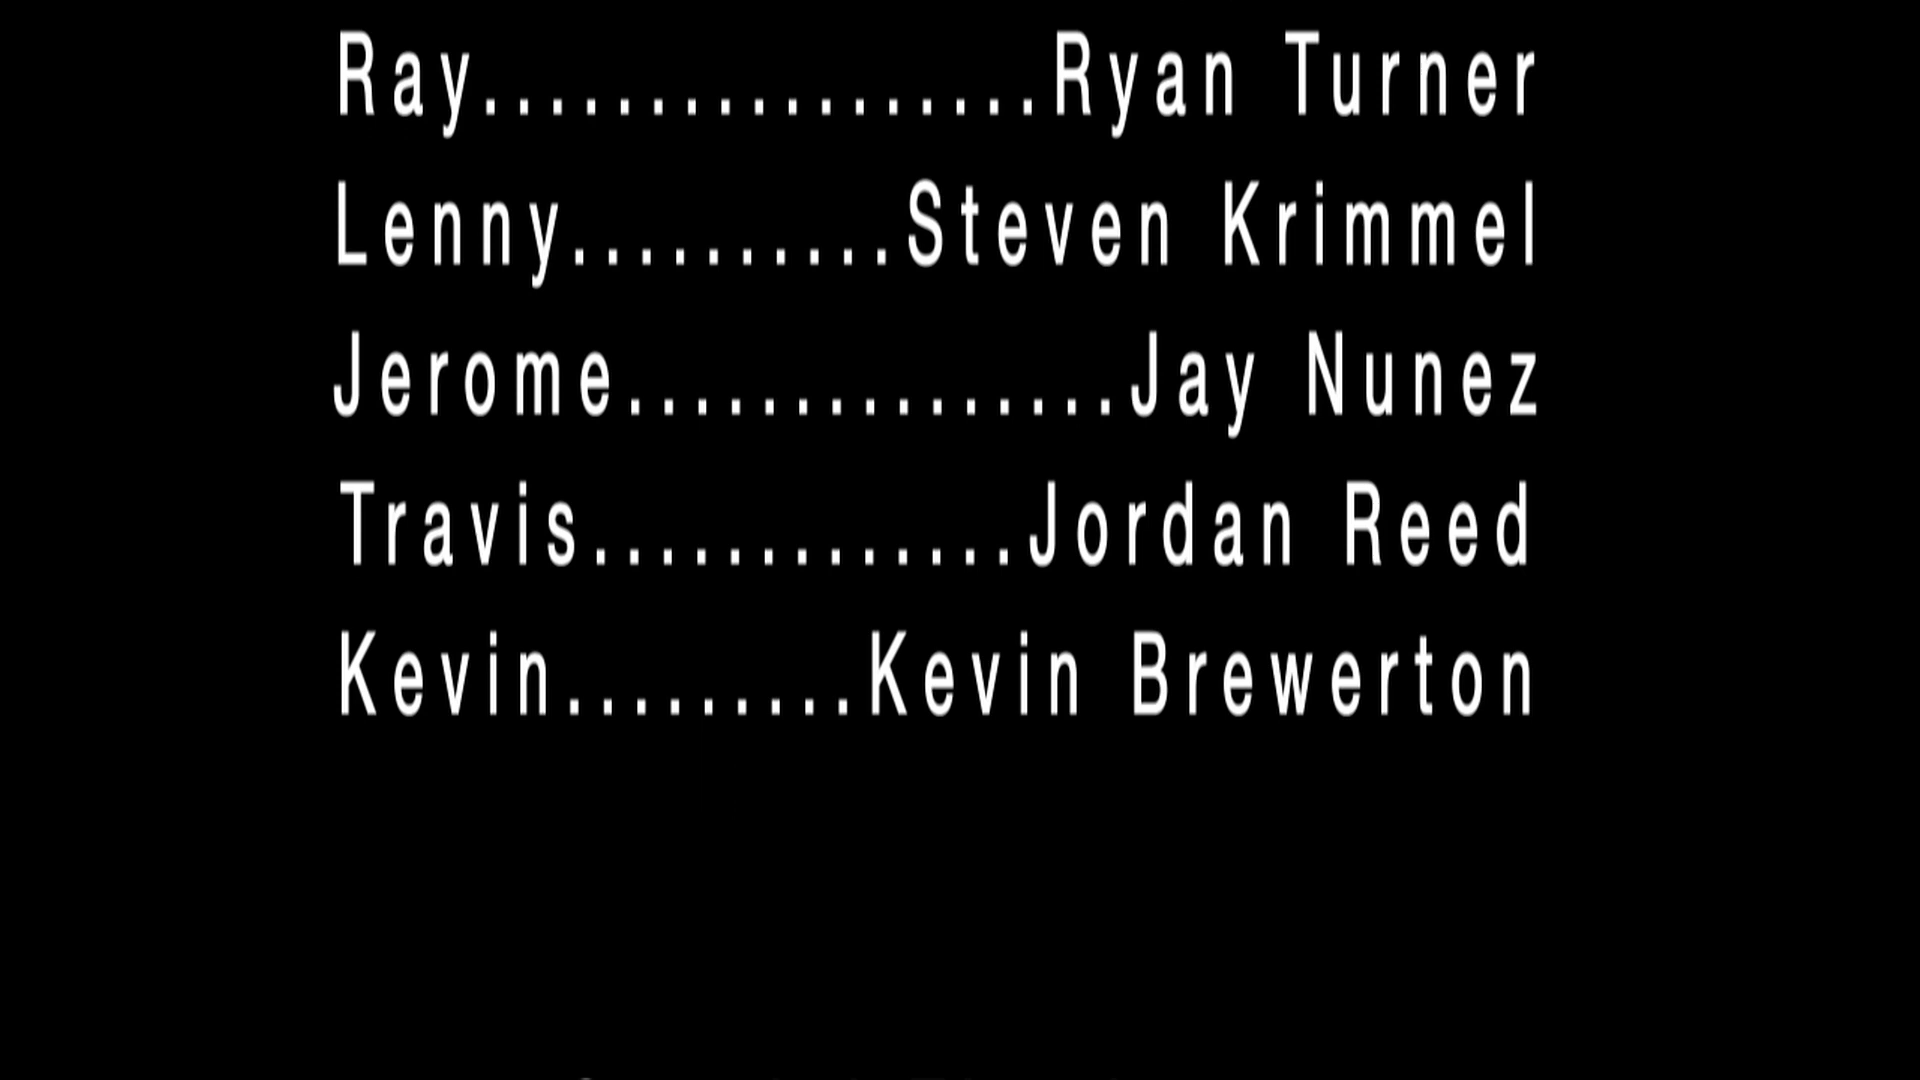 Ray.................Ryan Turner
Lenny..........Steven Krimmel
Jerome...............Jay Nunez
Travis.............Jordan Reed
Kevin.........Kevin Brewerton